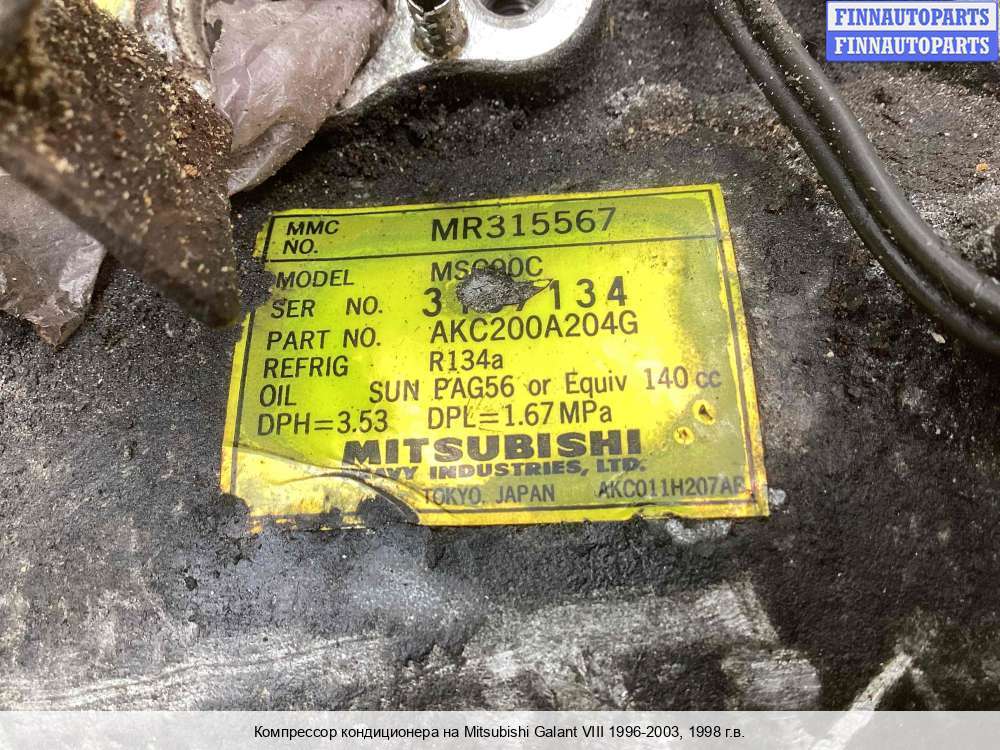 FINNAUTOPARTS
FINNAUTOPARTS
MMC NO. MR315567
MODEL
SER NO.
PART NO. AKC200A204G
REFRIG R134a
OIL SUN PAG56 or Equiv 140 cc
DPH=3.53 DPL=1.67 MPa
MITSUBISHI
HEAVY INDUSTRIES, LTD.
TOKYO, JAPAN
Компрессор кондиционера на Mitsubishi Galant VIII 1996-2003, 1998 г.в.